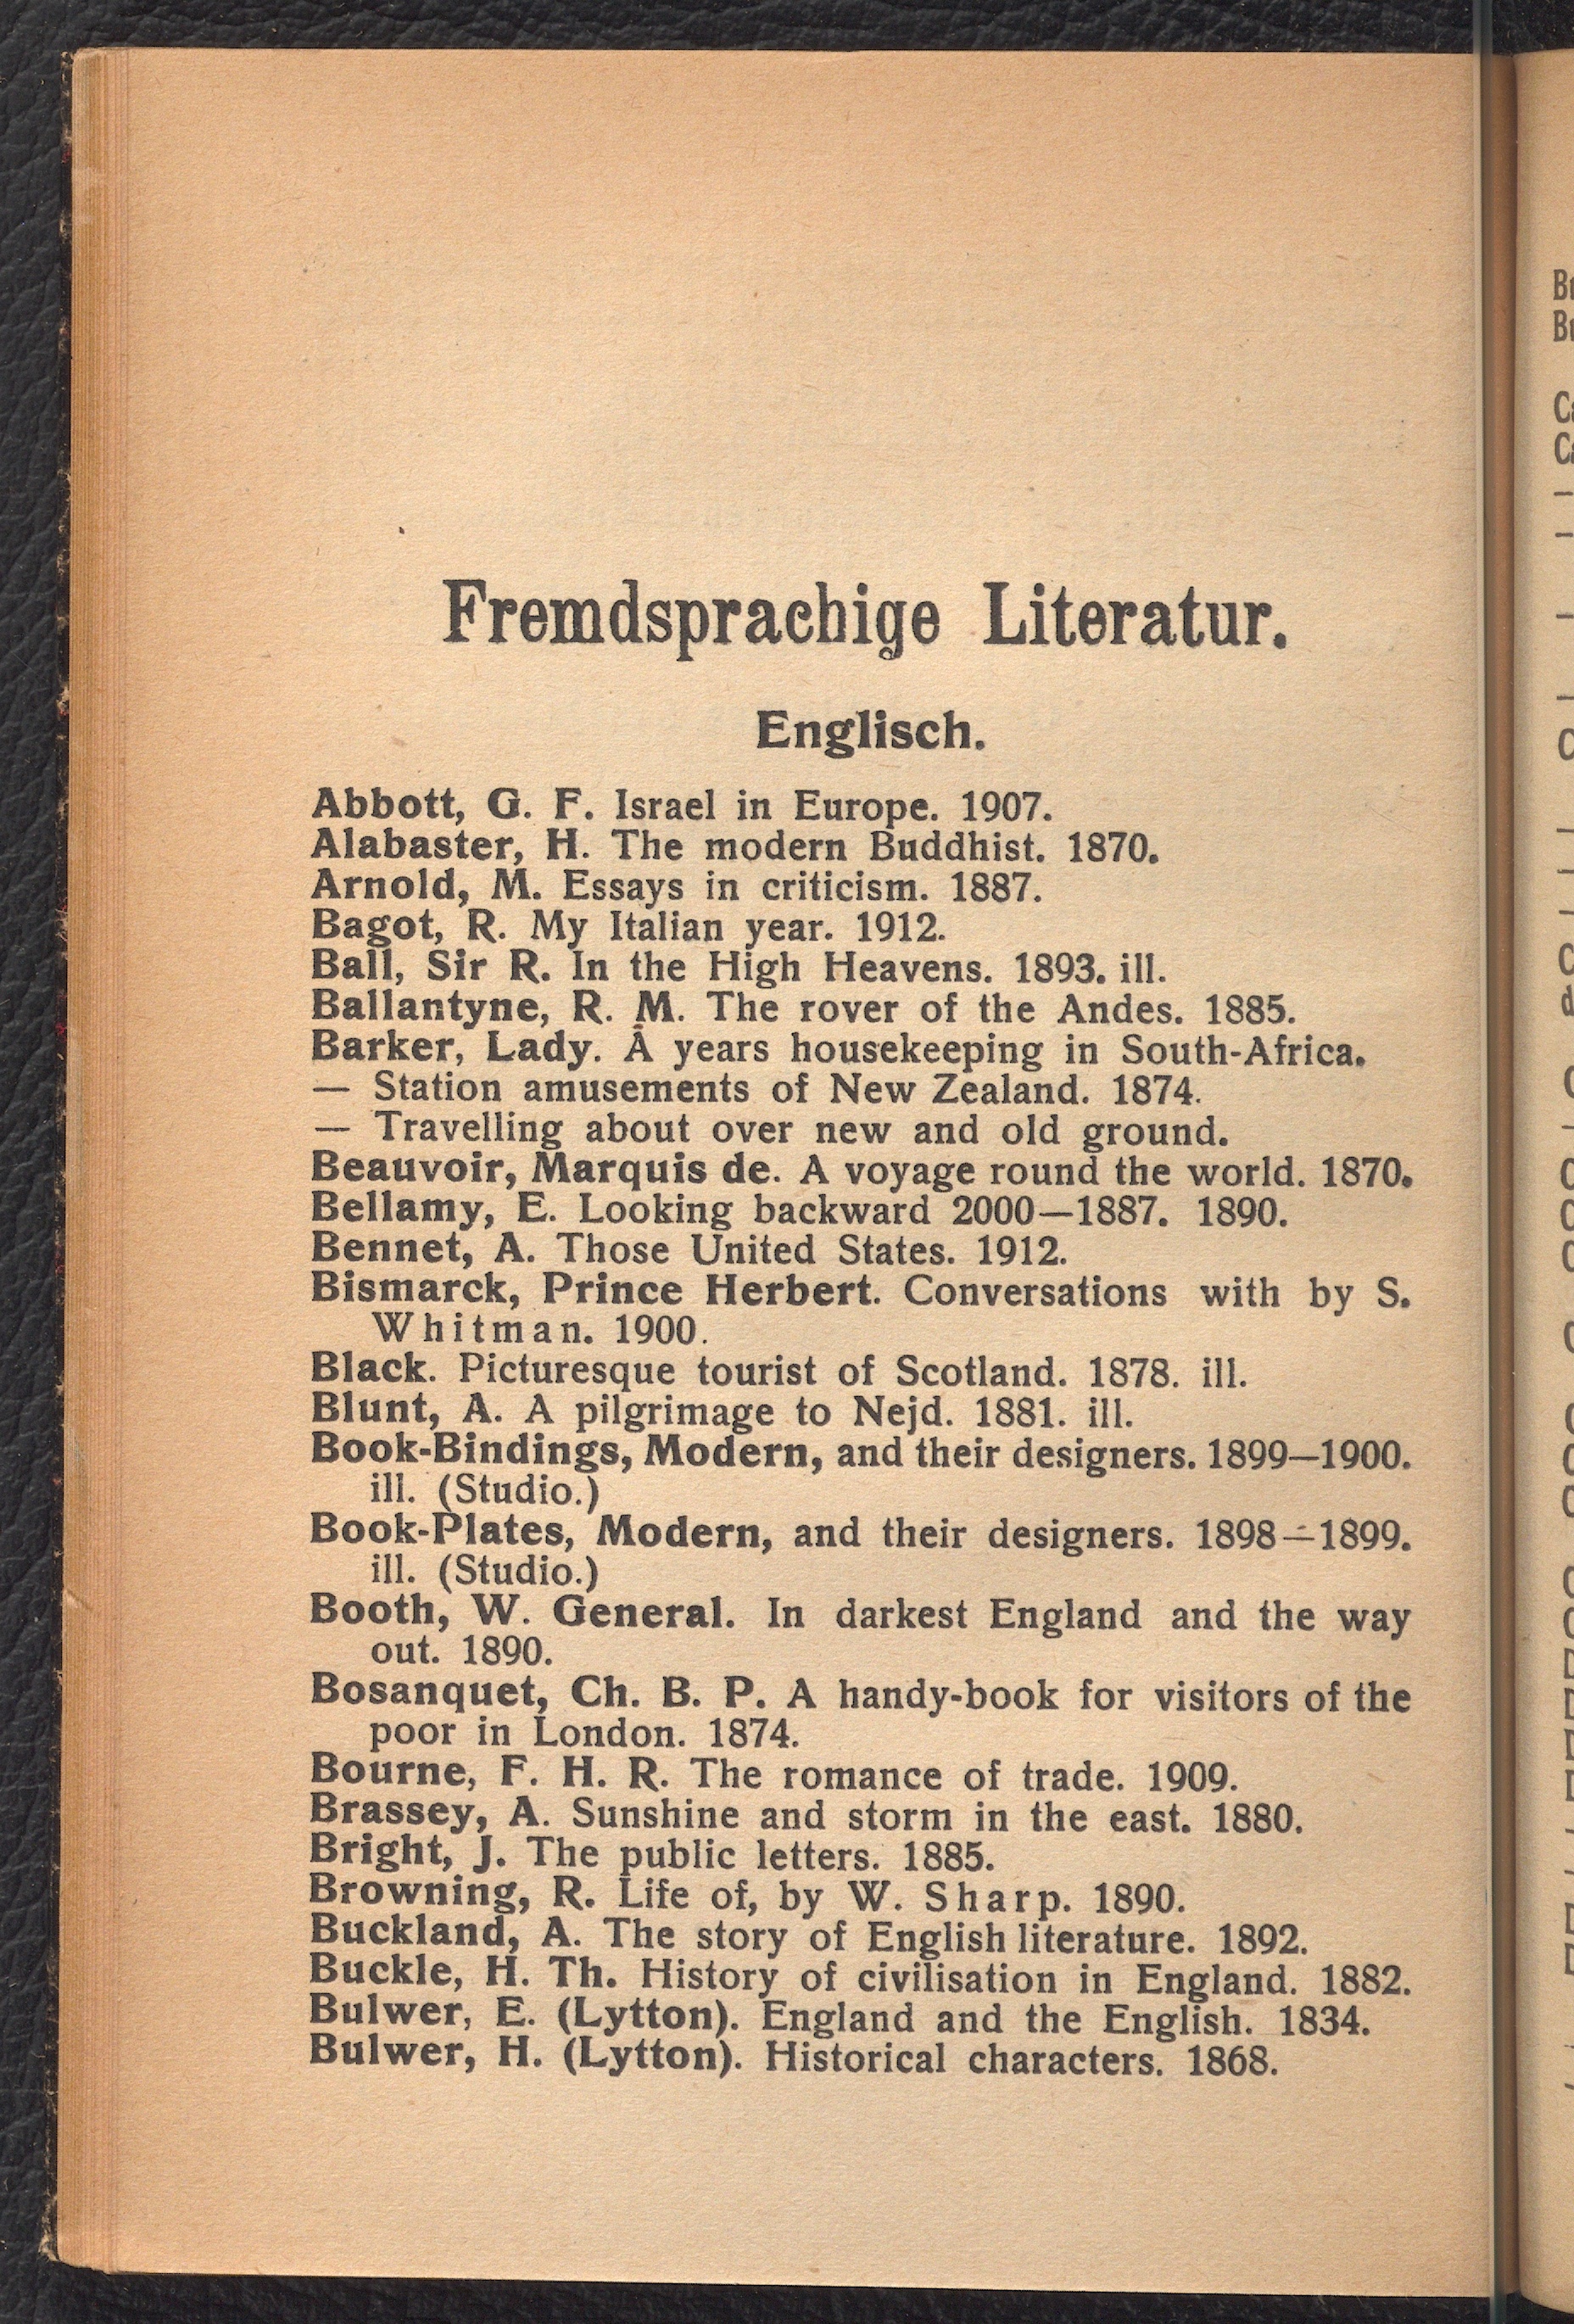 Fremdsprachige Literatur.
Englisch.
Abbott, G. F. Israel in Europe. 1907.
Alabaster, H. The modern Buddhist. 1870.
Arnold, M. Essays in criticism. 1887.
Bagot, R. My Italian year. 1912.
Ball, Sir R. In the High Heavens. 1893. ill.
Ballantyne, R. M. The rover of the Andes. 1885.
Barker, Lady. A years housekeeping in South-Africa.
— Station amusements of New Zealand. 1874.
— Travelling about over new and old ground.
Beauvoir, Marquis de. A voyage round the world. 1870.
Bellamy, E. Looking backward 2000—1887. 1890.
Bennet, A. Those United States. 1912.
Bismarck, Prince Herbert. Conversations with by S.
Whitman. 1900.
Black. Picturesque tourist of Scotland. 1878. ill.
Blunt, A. A pilgrimage to Nejd. 1881. ill.
Book-Bindings, Modern, and their designers. 1899—1900.
ill. (Studio.)
Book-Plates, Modern, and their designers. 1898—1899.
ill. (Studio.)
Booth, W. General. In darkest England and the way
out. 1890.
Bosanquet, Ch. B. P. A handy-book for visitors of the
poor in London. 1874.
Bourne, F. H. R. The romance of trade. 1909.
Brassey, A. Sunshine and storm in the east. 1880.
Bright, J. The public letters. 1885.
Browning, R. Life of, by W. Sharp. 1890.
Buckland, A. The story of English literature. 1892.
Buckle, H. Th. History of civilisation in England. 1882.
Bulwer, E. (Lytton). England and the English. 1834.
Bulwer, H. (Lytton). Historical characters. 1868.